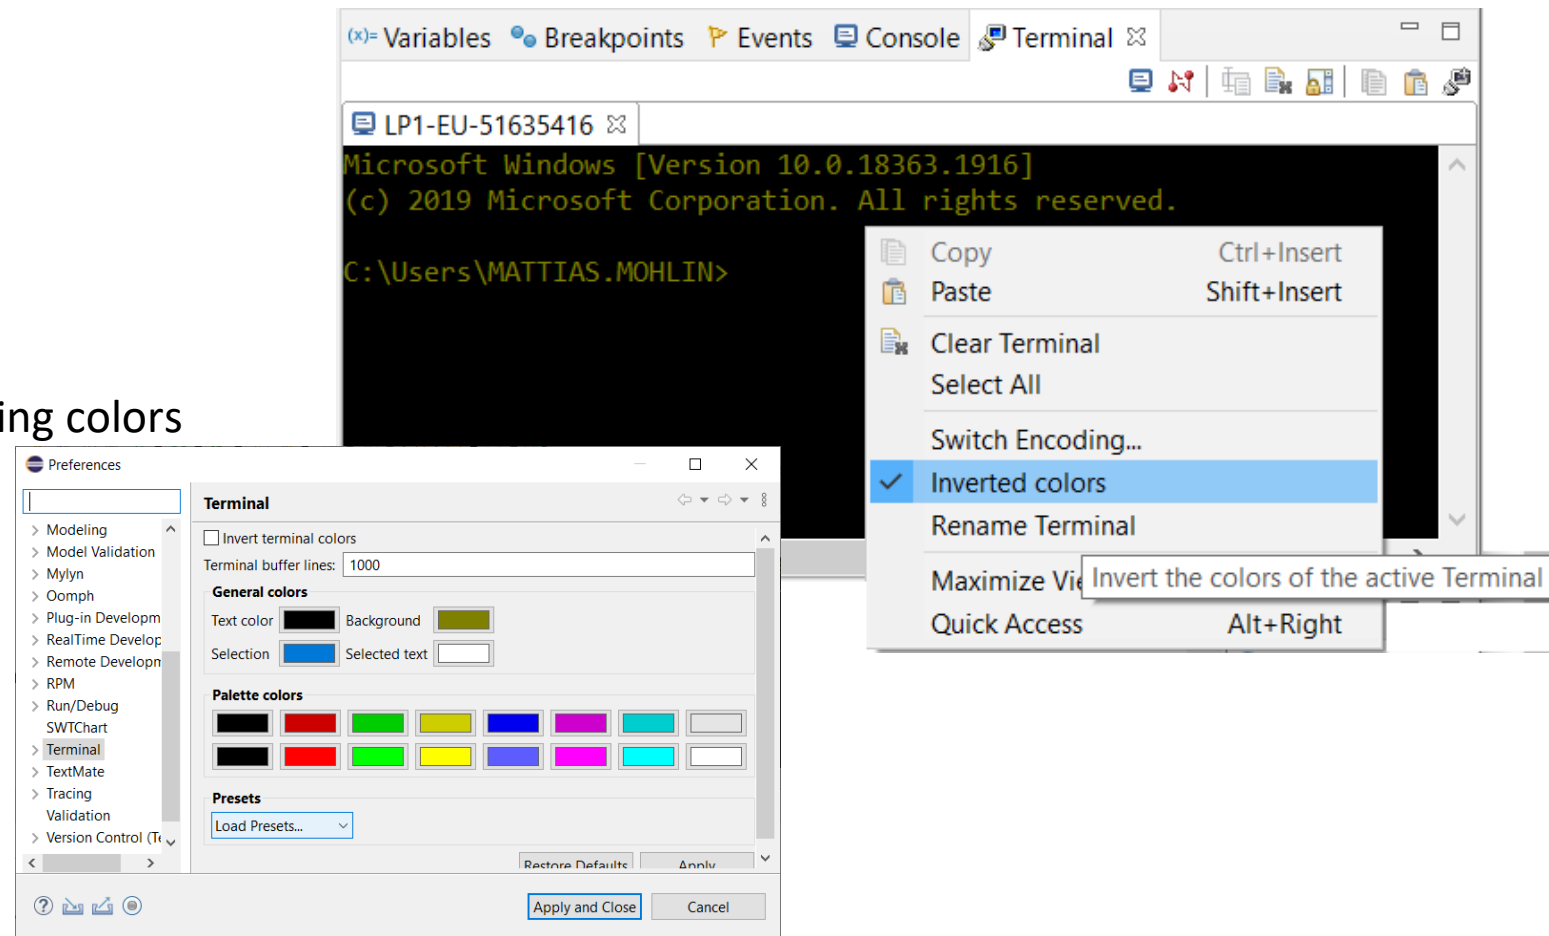 (x)= Variables Breakpoints Events Console Terminal
LP1-EU-51635416
Microsoft Windows [Version 10.0.18363.1916]
(c) 2019 Microsoft Corporation. All rights reserved.
C:\Users\MATTIAS.MOHLIN>
Copy Ctrl+Insert
Paste Shift+Insert
Clear Terminal
Select All
Switch Encoding...
Inverted colors
Rename Terminal
Maximize Vie
Invert the colors of the active Terminal
Quick Access Alt+Right
ing colors
Preferences
Modeling
Model Validation
Mylyn
Oomph
Plug-in Developm
RealTime Develop
Remote Developm
RPM
Run/Debug
SWTChart
Terminal
TextMate
Tracing
Validation
Version Control (Te
Terminal
Invert terminal colors
Terminal buffer lines: 1000
General colors
Text color Background
Selection Selected text
Palette colors
Presets
Load Presets...
Restore Defaults Apply
Apply and Close Cancel